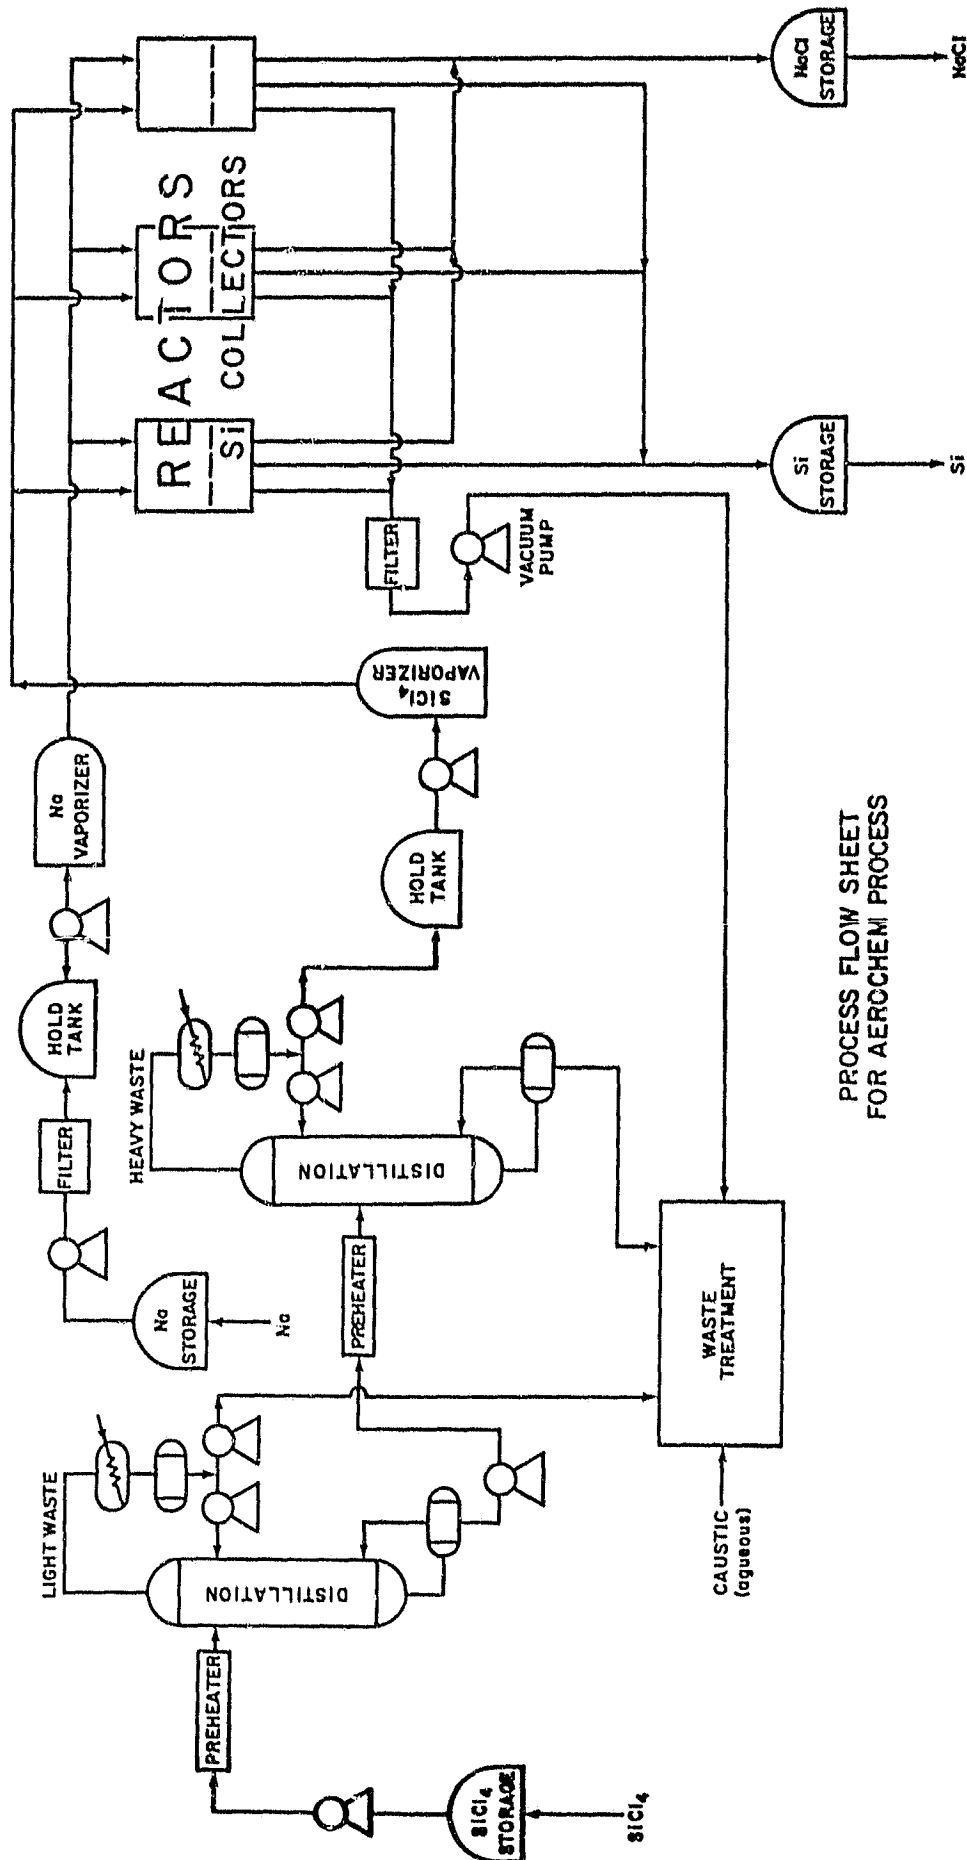 SiCl4
STORAGE
SiCl4
PREHEATER
DISTILLATION
LIGHT WASTE
CAUSTIC
(aqueous)
WASTE
TREATMENT
PREHEATER
Na
STORAGE
Na
FILTER
HEAVY WASTE
DISTILLATION
HOLD
TANK
Na
VAPORIZER
HOLD
TANK
SiCl4
VAPORIZER
FILTER
VACUUM
PUMP
REACTORS
Si COLLECTORS
Si
STORAGE
Si
NaCl
STORAGE
NaCl
PROCESS FLOW SHEET
FOR AEROCHEM PROCESS